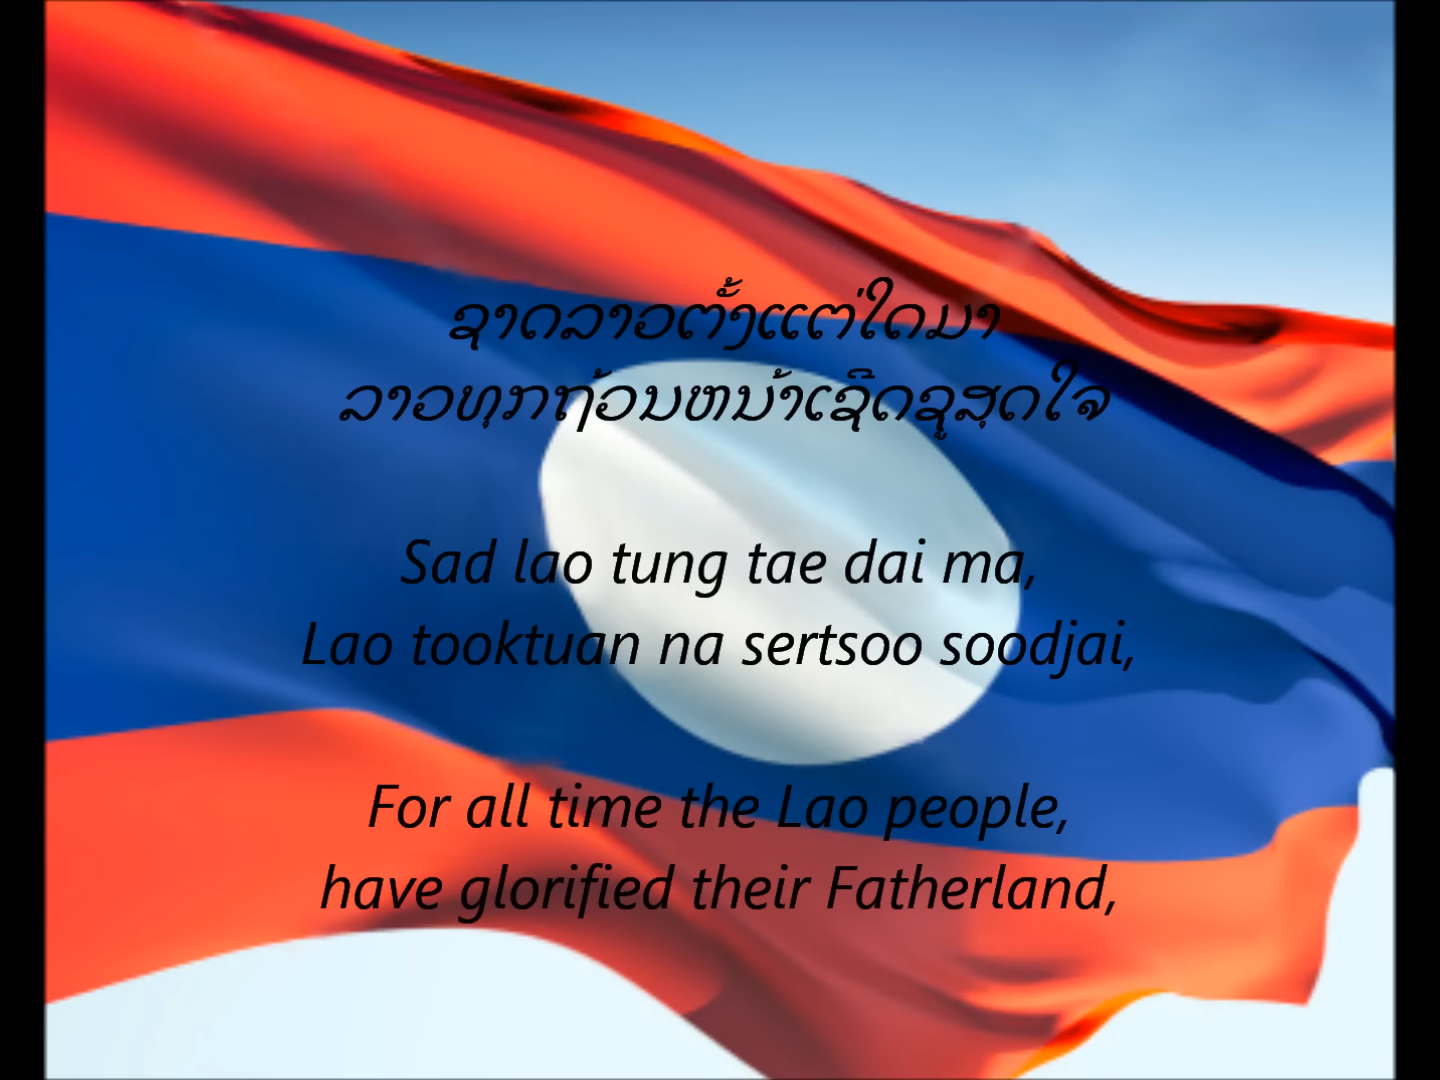 ຊາດລາວຕັ້ງແຕ່ໃດມາ
ລາວທຸກຖ້ວນຫນ້າເຊີດຊູສຸດໃຈ
Sad lao tung tae dai ma,
Lao tooktuan na sertsoo soodjai,
For all time the Lao people,
have glorified their Fatherland,